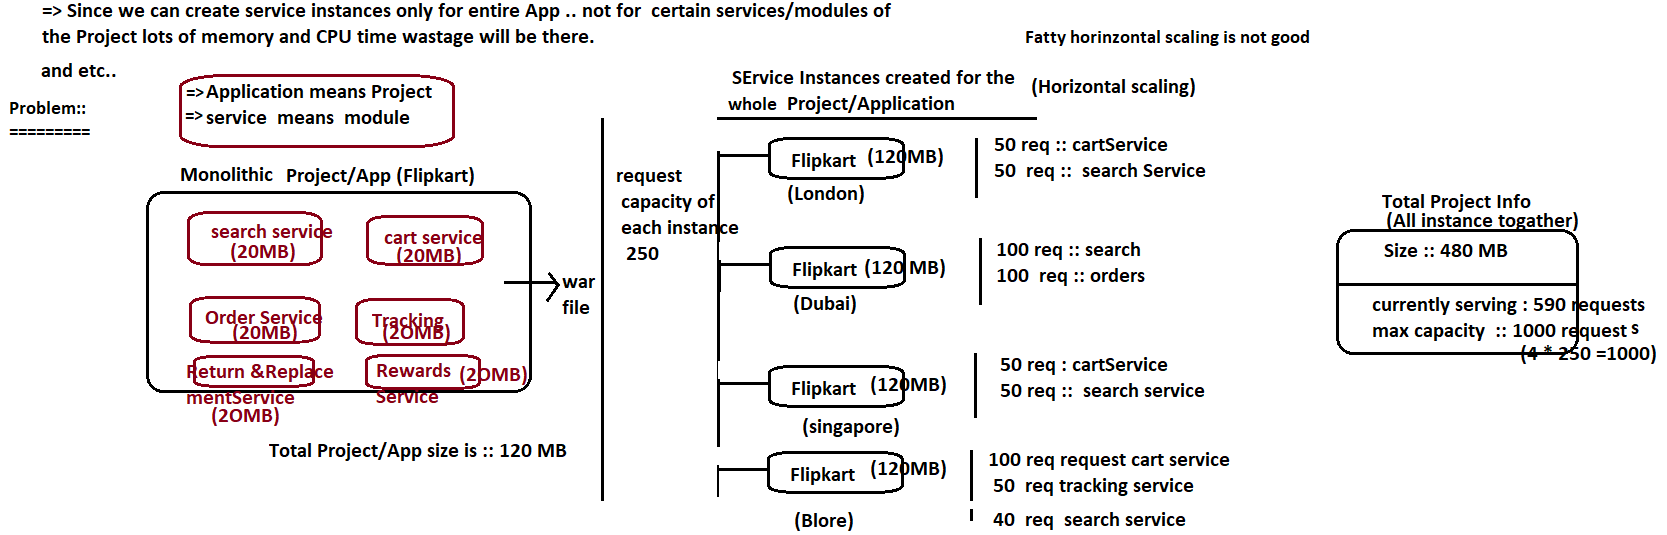 => Since we can create service instances only for entire App .. not for  certain services/modules of
the Project lots of memory and CPU time wastage will be there.
Fatty horinzontal scaling is not good
and etc..
Problem::
=========
=> Application means Project
=> service  means  module
SErvice Instances created for the
whole  Project/Application
(Horizontal scaling)
Monolithic  Project/App (Flipkart)
search service
(20MB)
cart service
(20MB)
Order Service
(20MB)
Tracking
(2OMB)
Return &Replace
mentService
(2OMB)
Rewards
Service
(2OMB)
Total Project/App size is :: 120 MB
war
file
request
capacity of
each instance
250
Flipkart (120MB)
(London)
50 req :: cartService
50  req ::  search Service
Flipkart (120 MB)
(Dubai)
100 req :: search
100  req :: orders
Flipkart (120MB)
(singapore)
50 req : cartService
50 req ::  search service
Flipkart (120MB)
(Blore)
100 req request cart service
50  req tracking service
40  req  search service
Total Project Info
(All instance togather)
Size :: 480 MB
currently serving : 590 requests
max capacity  :: 1000 request s
(4 * 250 =1000)